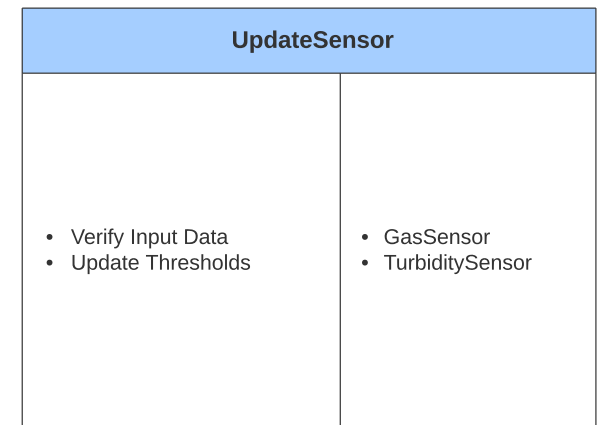 UpdateSensor
• Verify Input Data
• Update Thresholds
• GasSensor
• TurbiditySensor